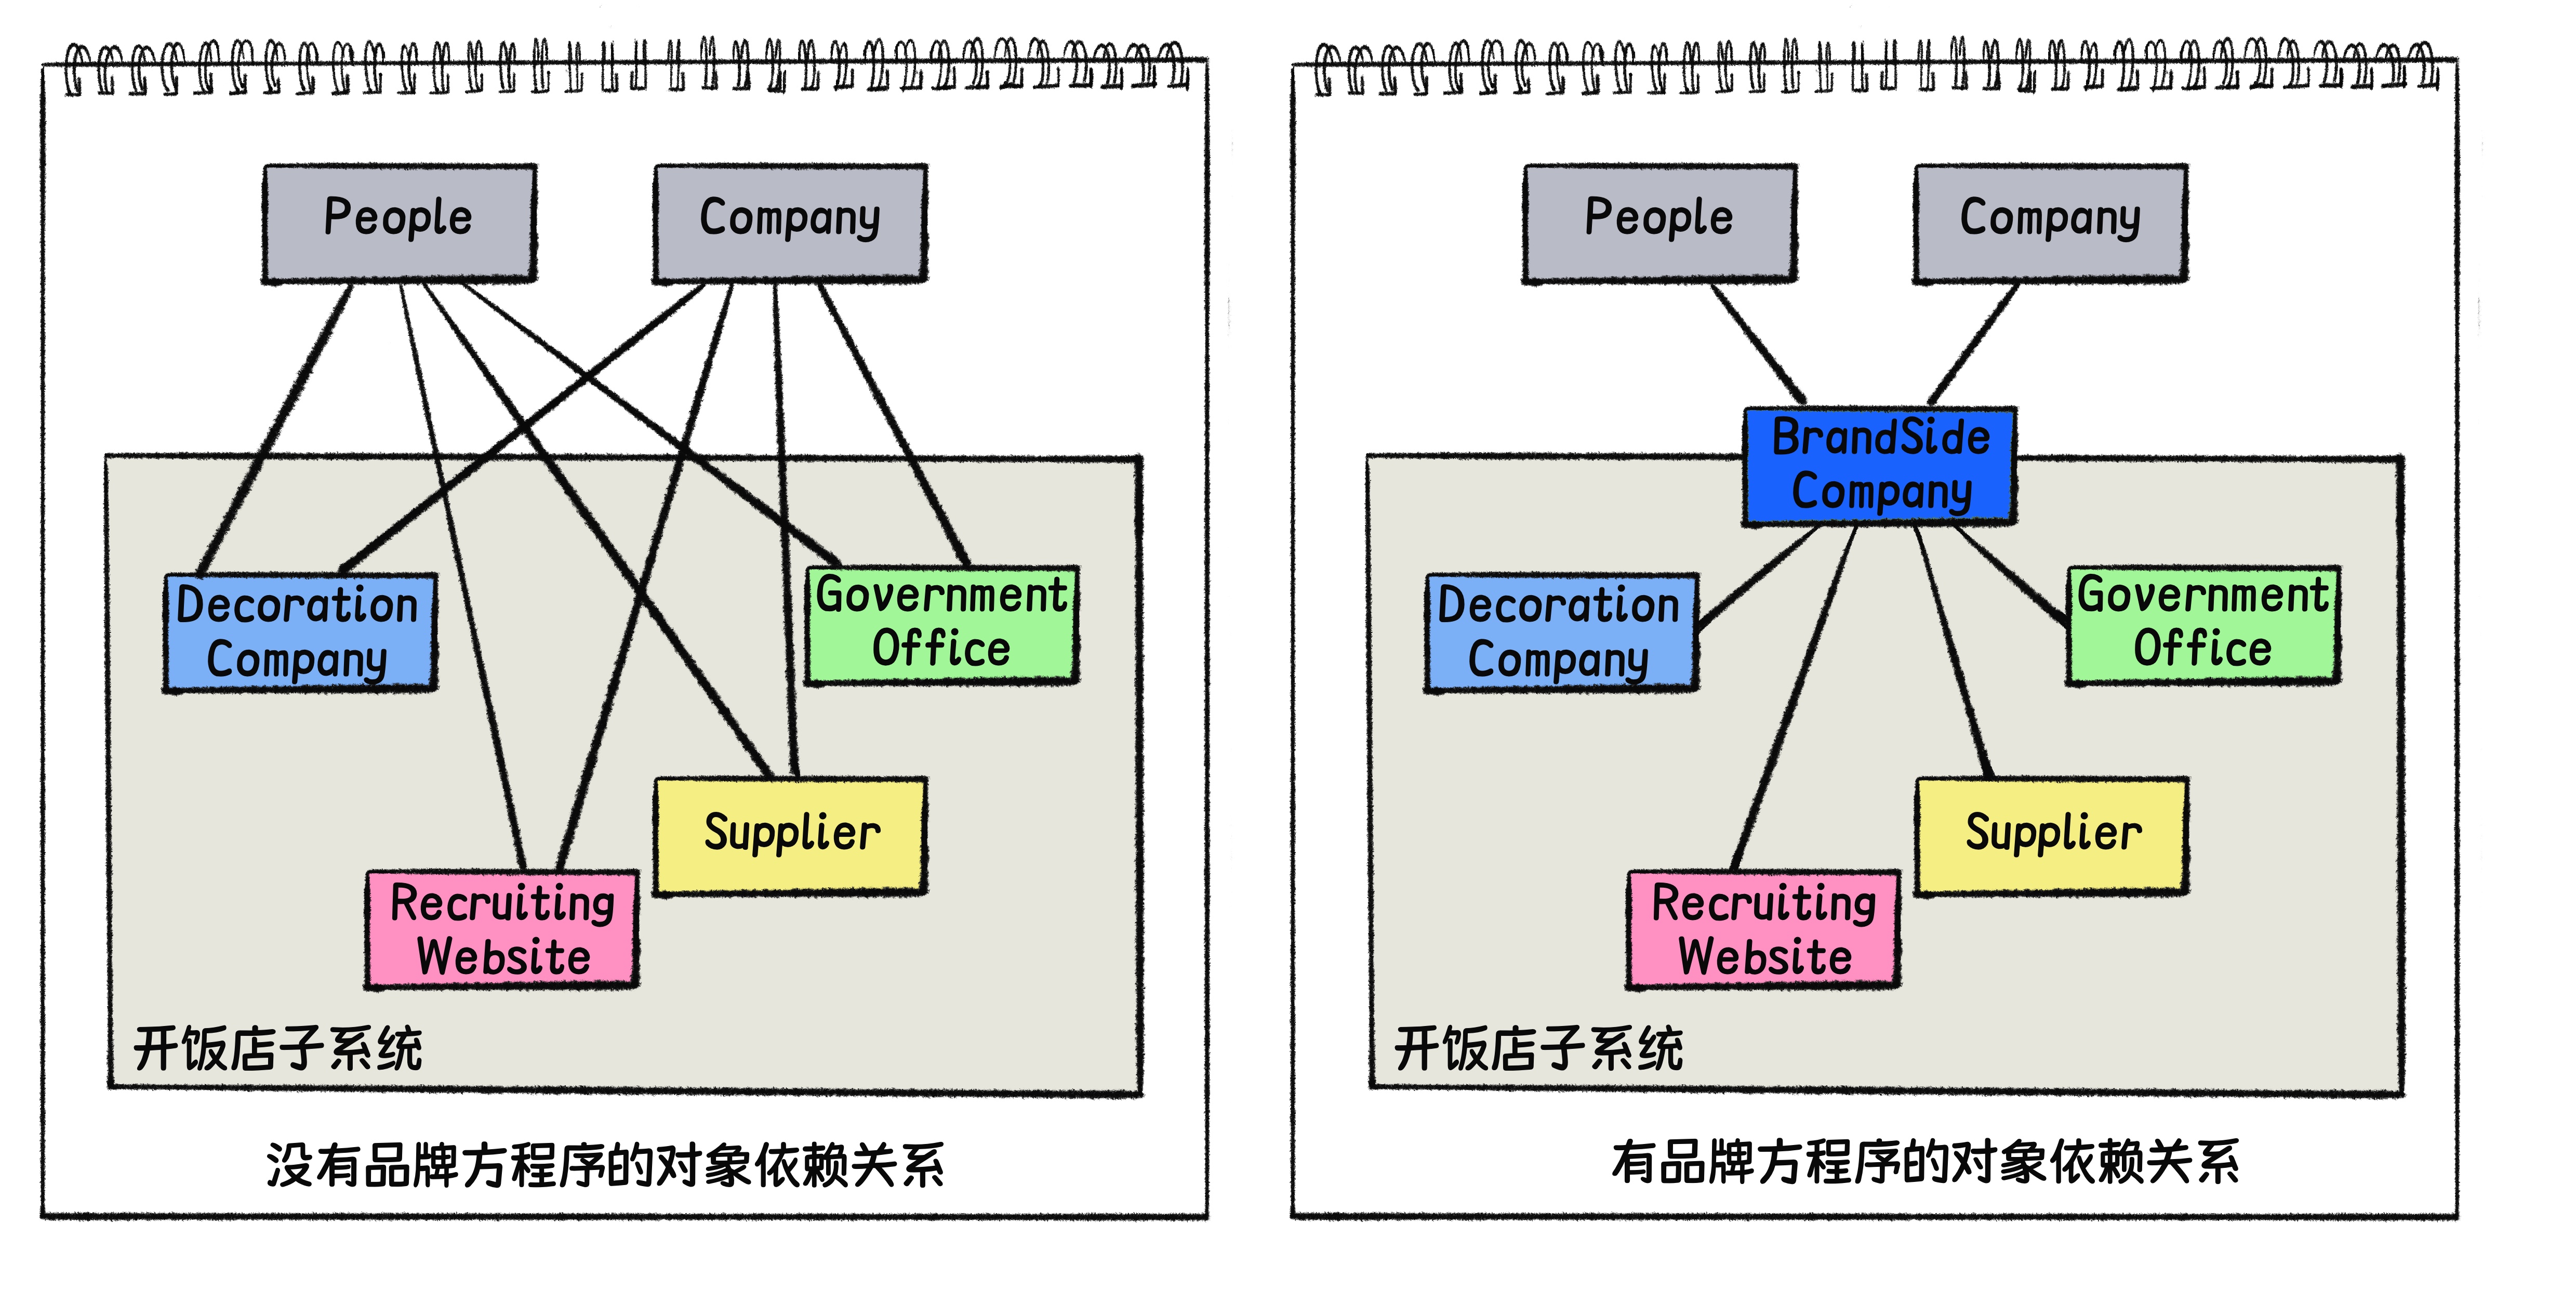 People
Company
Decoration
Company
Government
Office
Supplier
Recruiting
Website
开饭店子系统
没有品牌方程序的对象依赖关系
People
Company
BrandSide
Company
Decoration
Company
Government
Office
Supplier
Recruiting
Website
开饭店子系统
有品牌方程序的对象依赖关系